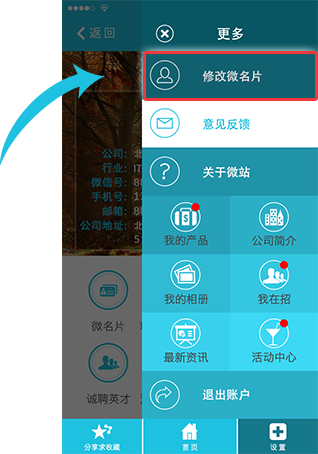 返回
更多
修改微名片
意见反馈
关于微站
公司:
行业: IT
微信号: 8
手机号: 1
邮箱: 8
公司地址:
5
我的产品
公司简介
我的相册
我在招
最新资讯
活动中心
微名片
诚聘英才
退出账户
分享求收藏
首页
设置